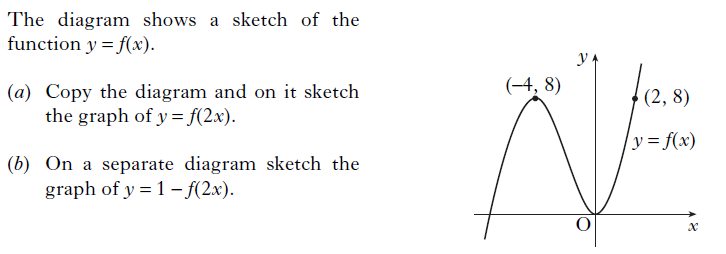 The diagram shows a sketch of the
function y = f(x).
(a) Copy the diagram and on it sketch
the graph of y = f(2x).
(b) On a separate diagram sketch the
graph of y = 1 – f(2x).
y
(–4, 8)
(2, 8)
y = f(x)
O
x